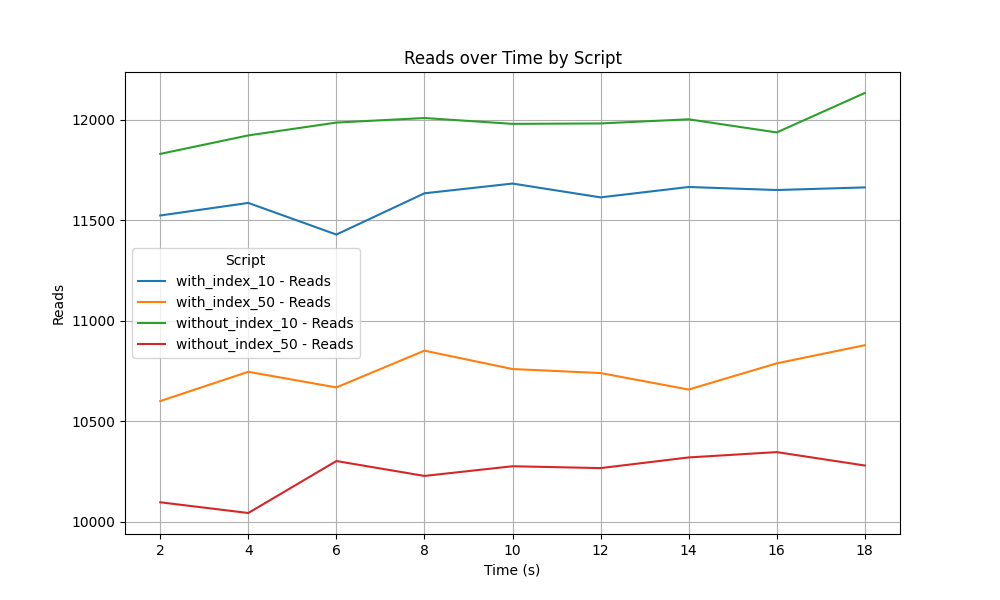 Reads over Time by Script
12000
11500
11000
10500
10000
Reads
Script
with_index_10 - Reads
with_index_50 - Reads
without_index_10 - Reads
without_index_50 - Reads
2 4 6 8 10 12 14 16 18
Time (s)